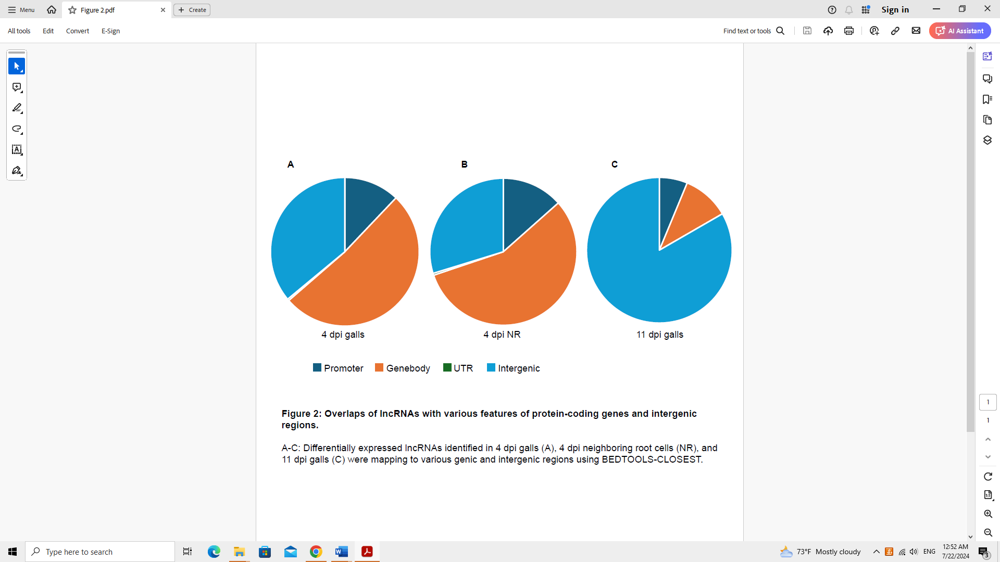 Menu
Figure 2.pdf
Create
Sign in
All tools
Edit
Convert
E-Sign
Find text or tools
AI Assistant
A
B
C
4 dpi galls
4 dpi NR
11 dpi galls
Promoter
Genebody
UTR
Intergenic
Figure 2: Overlaps of lncRNAs with various features of protein-coding genes and intergenic
regions.
A-C: Differentially expressed lncRNAs identified in 4 dpi galls (A), 4 dpi neighboring root cells (NR), and
11 dpi galls (C) were mapping to various genic and intergenic regions using BEDTOOLS-CLOSEST.
1
1
Type here to search
73°F Mostly cloudy
ENG
12:52 AM
7/22/2024
3